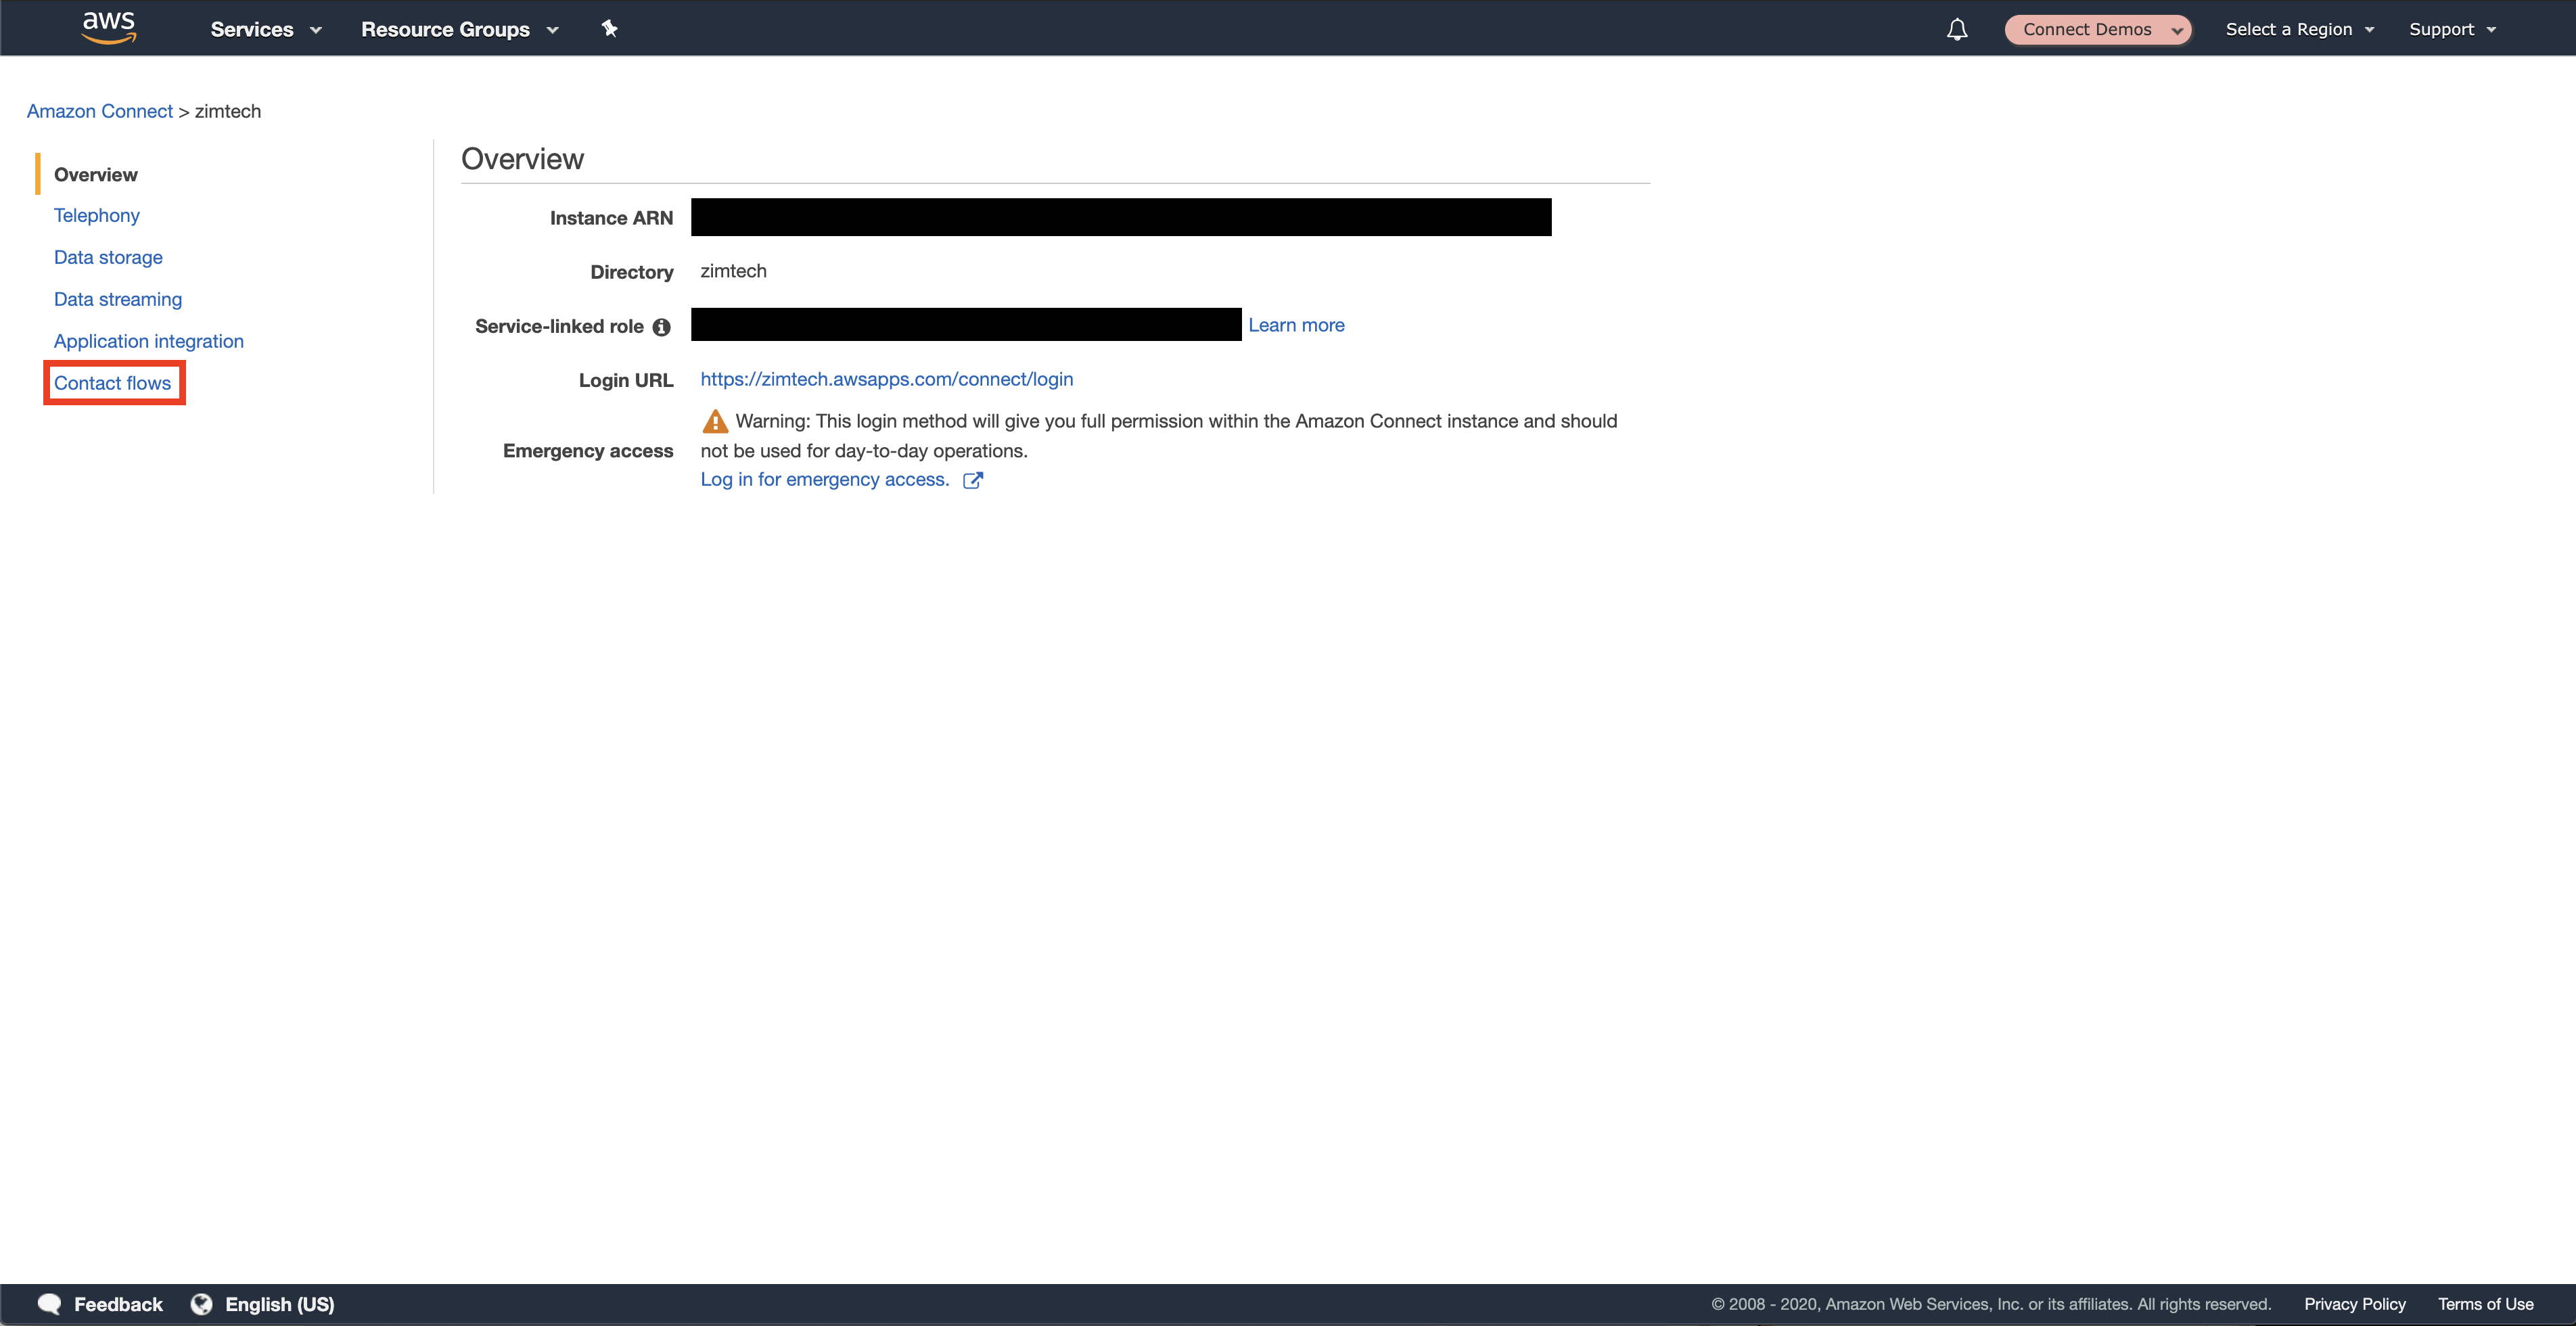 aws Services Resource Groups Connect Demos Select a Region Support
Amazon Connect > zimtech
Overview
Telephony
Data storage
Data streaming
Application integration
Contact flows
Overview
Instance ARN
Directory zimtech
Service-linked role Learn more
Login URL https://zimtech.awsapps.com/connect/login
Emergency access
Warning: This login method will give you full permission within the Amazon Connect instance and should
not be used for day-to-day operations.
Log in for emergency access.
Feedback English (US) © 2008 - 2020, Amazon Web Services, Inc. or its affiliates. All rights reserved. Privacy Policy Terms of Use